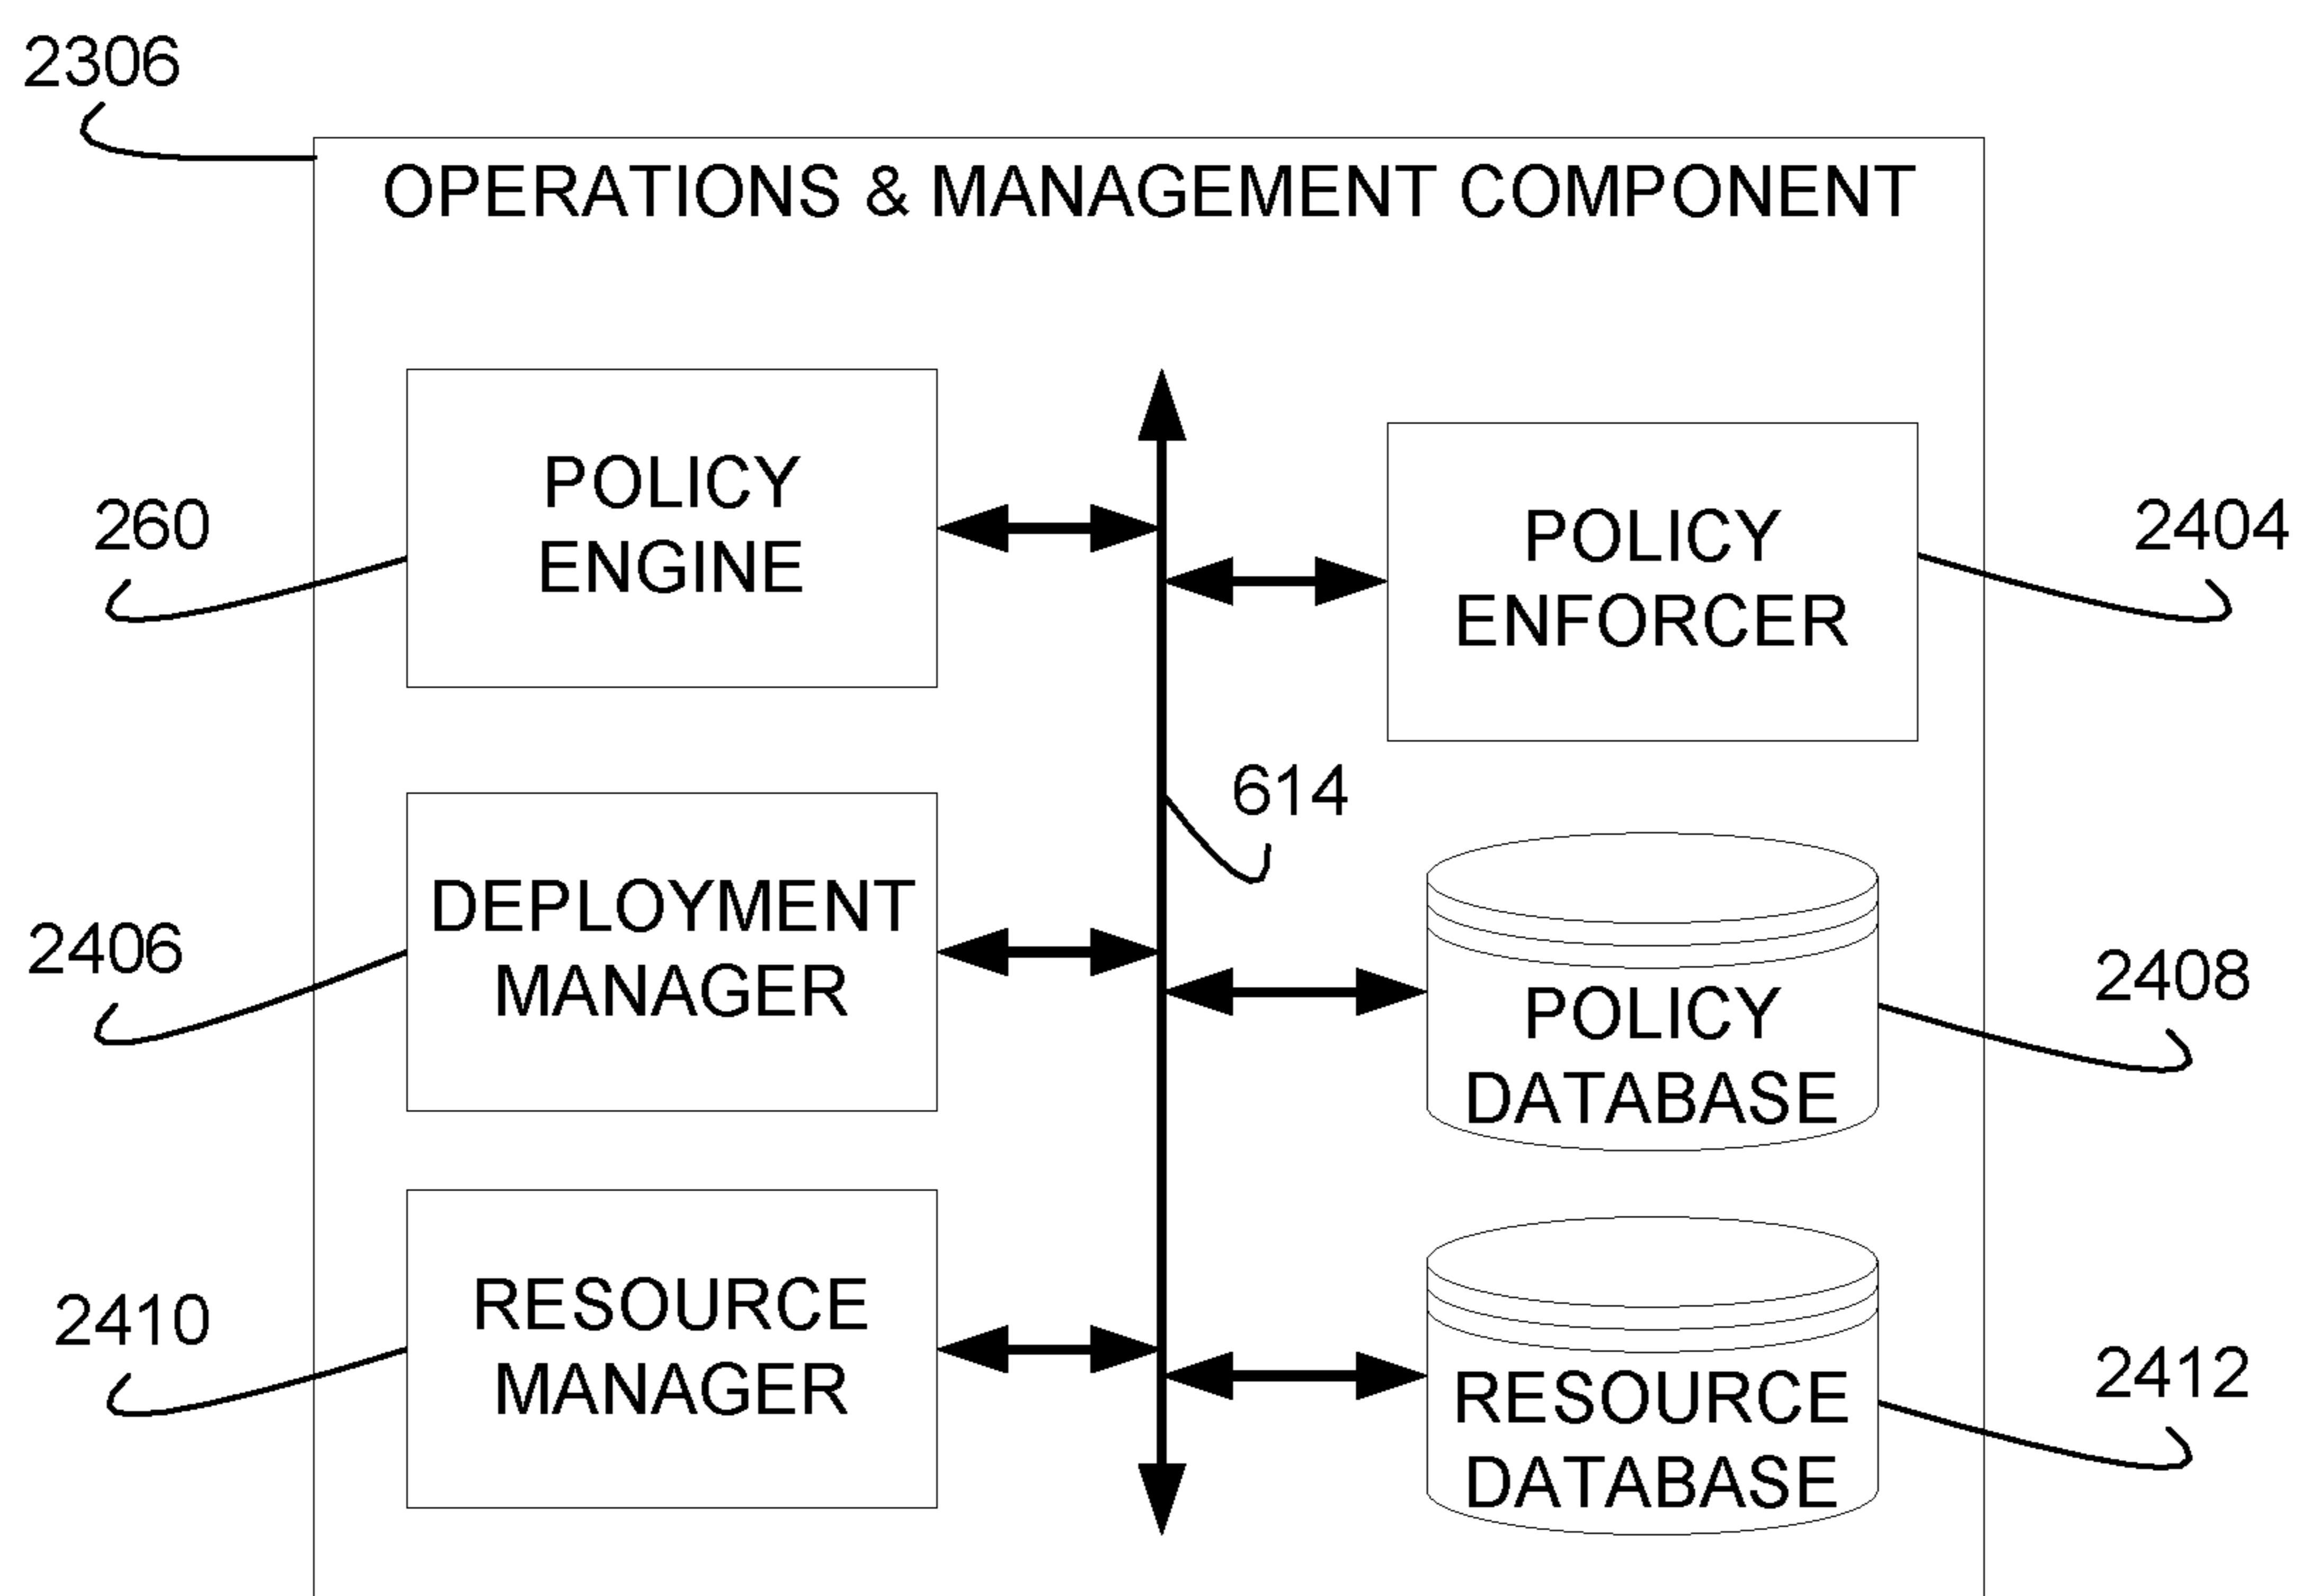 2306
OPERATIONS & MANAGEMENT COMPONENT
POLICY
ENGINE
260
POLICY
ENFORCER
2404
614
DEPLOYMENT
MANAGER
2406
POLICY
DATABASE
2408
RESOURCE
MANAGER
2410
RESOURCE
DATABASE
2412